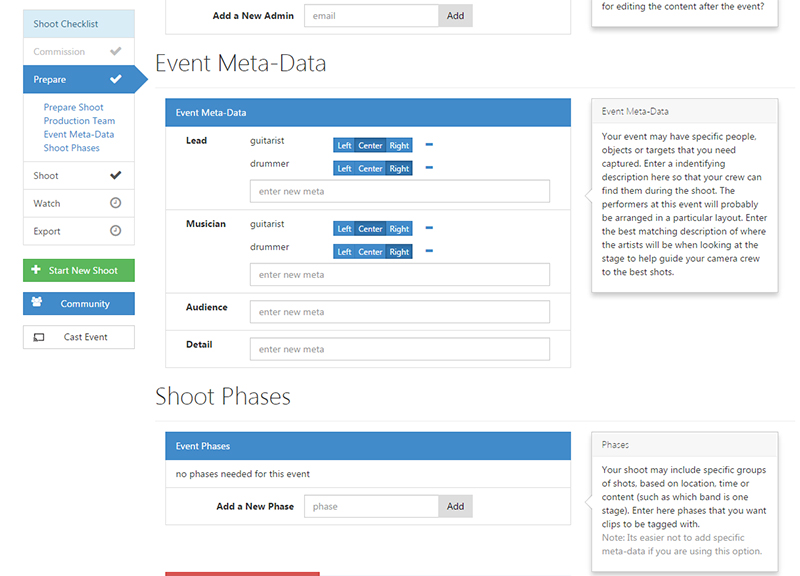 Shoot Checklist
Commission
Prepare
Prepare Shoot
Production Team
Event Meta-Data
Shoot Phases
Shoot
Watch
Export
Start New Shoot
Community
Cast Event
Add a New Admin email Add
for editing the content after the event?
Event Meta-Data
Event Meta-Data
Lead guitarist Left Center Right
drummer Left Center Right
enter new meta
Musician guitarist Left Center Right
drummer Left Center Right
enter new meta
Audience enter new meta
Detail enter new meta
Event Meta-Data
Your event may have specific people,
objects or targets that you need
captured. Enter a indentifying
description here so that your crew can
find them during the shoot. The
performers at this event will probably
be arranged in a particular layout. Enter
the best matching description of where
the artists will be when looking at the
stage to help guide your camera crew
to the best shots.
Shoot Phases
Event Phases
no phases needed for this event
Add a New Phase phase Add
Phases
Your shoot may include specific groups
of shots, based on location, time or
content (such as which band is one
stage). Enter here phases that you want
clips to be tagged with.
Note: Its easier not to add specific
meta-data if you are using this option.